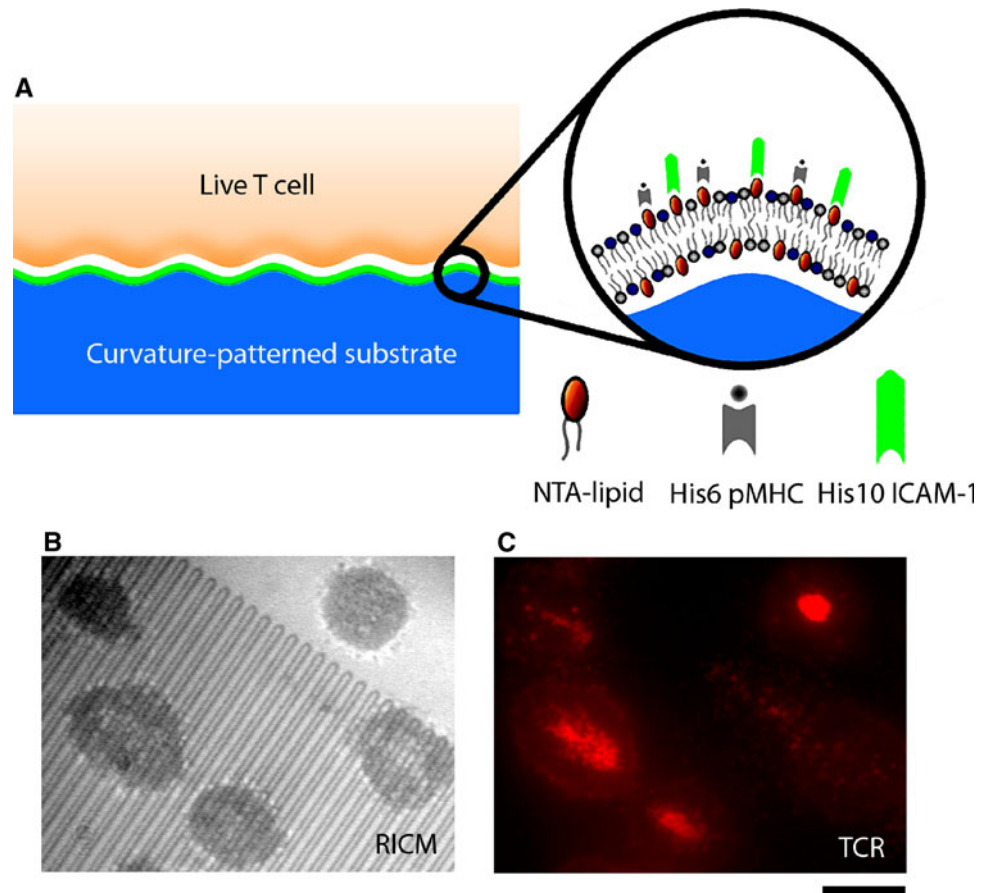 A
Live T cell
Curvature-patterned substrate
NTA-lipid His6 pMHC His10 ICAM-1
B
C
RICM
TCR